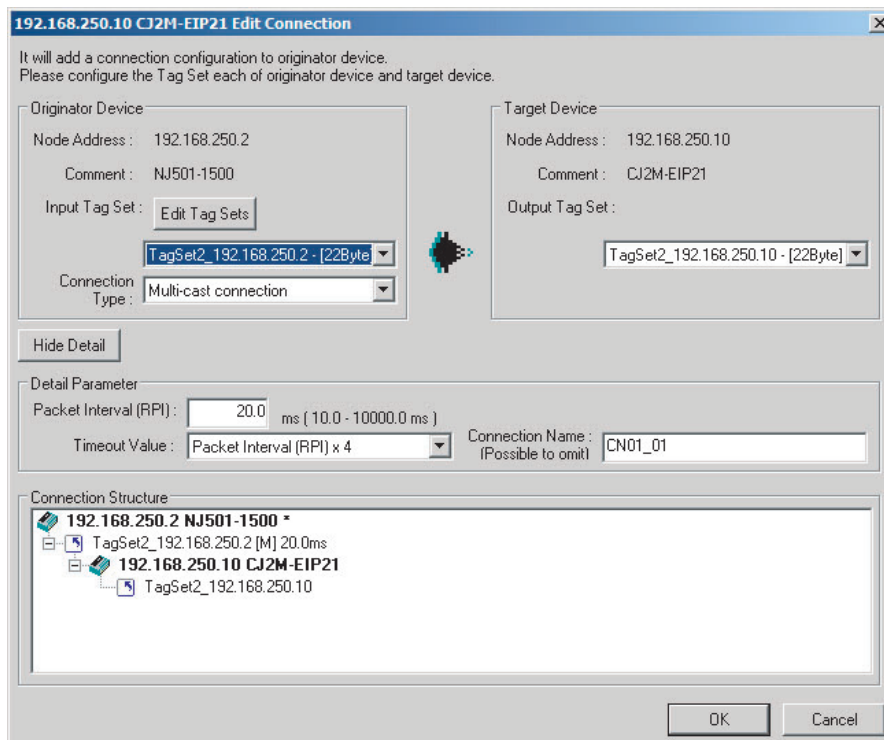 192.168.250.10 CJ2M-EIP21 Edit Connection
It will add a connection configuration to originator device.
Please configure the Tag Set each of originator device and target device.
Originator Device
Node Address : 192.168.250.2
Comment : NJ501-1500
Input Tag Set : Edit Tag Sets
TagSet2_192.168.250.2 - [22Byte]
Connection Type : Multi-cast connection
Target Device
Node Address : 192.168.250.10
Comment : CJ2M-EIP21
Output Tag Set :
TagSet2_192.168.250.10 - [22Byte]
Hide Detail
Detail Parameter
Packet Interval (RPI) : 20.0 ms ( 10.0 - 10000.0 ms )
Timeout Value : Packet Interval (RPI) x 4
Connection Name : (Possible to omit) CN01_01
Connection Structure
192.168.250.2 NJ501-1500 *
TagSet2_192.168.250.2 [M] 20.0ms
192.168.250.10 CJ2M-EIP21
TagSet2_192.168.250.10
OK Cancel